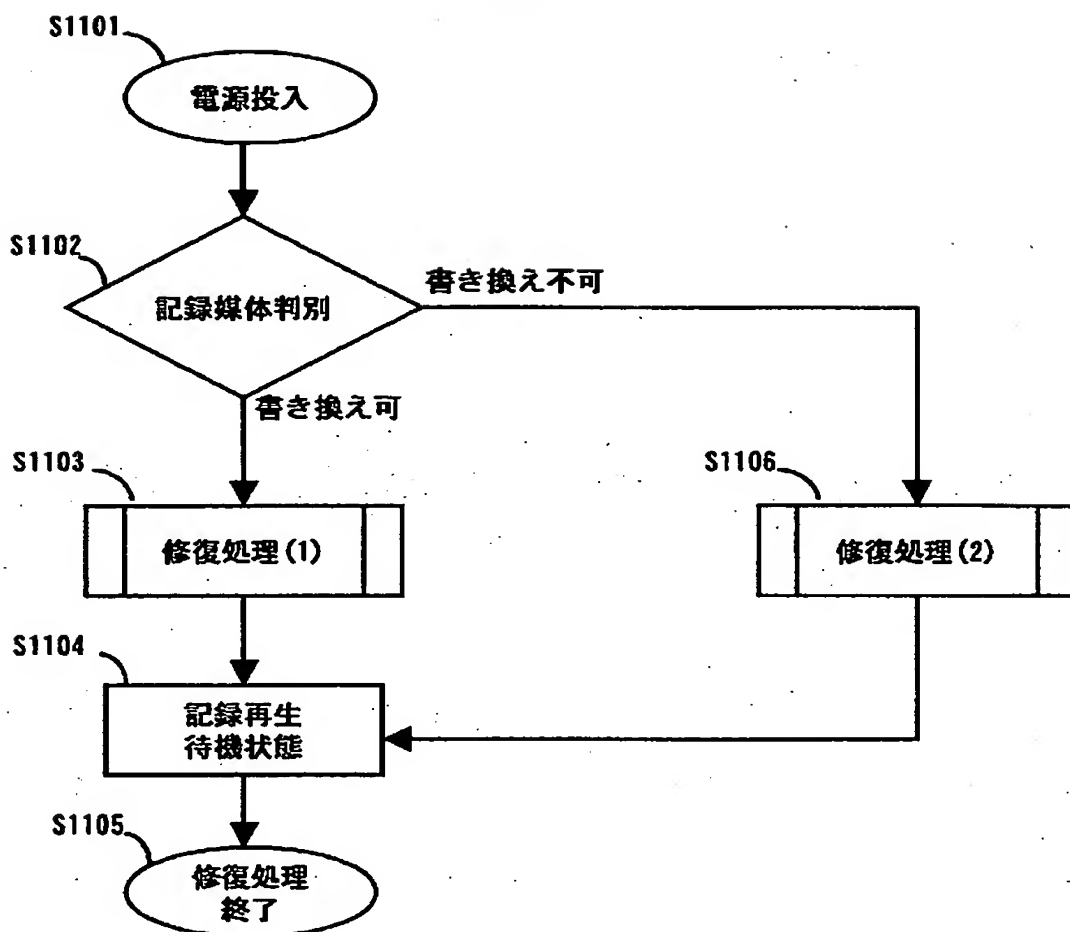 S1101
電源投入
S1102
記録媒体判別
書き換え不可
書き換え可
S1103
修復処理(1)
S1106
修復処理(2)
S1104
記録再生
待機状態
S1105
修復処理
終了